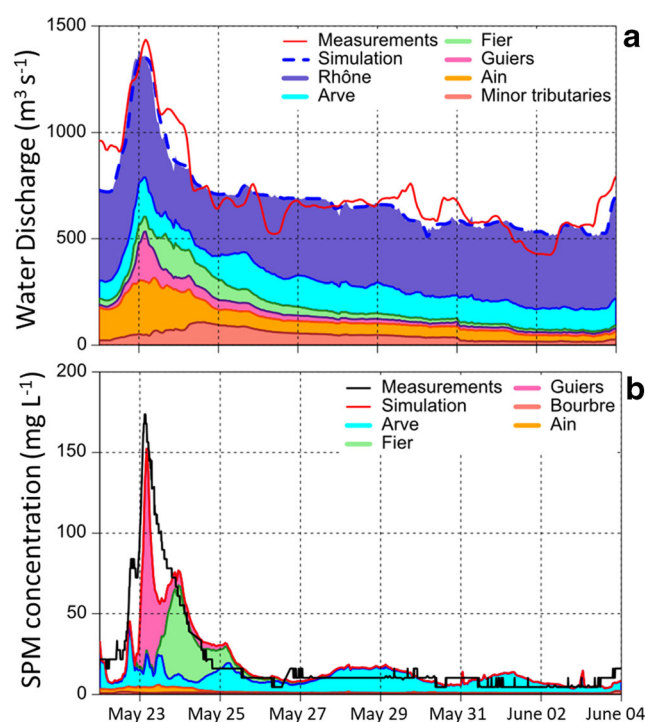 a
Water Discharge (m³ s⁻¹)
1500
1000
500
0
Measurements
Simulation
Rhône
Arve
Fier
Guiers
Ain
Minor tributaries
b
SPM concentration (mg L⁻¹)
200
150
100
50
0
Measurements
Simulation
Arve
Fier
Guiers
Bourbre
Ain
May 23 May 25 May 27 May 29 May 31 June 02 June 04